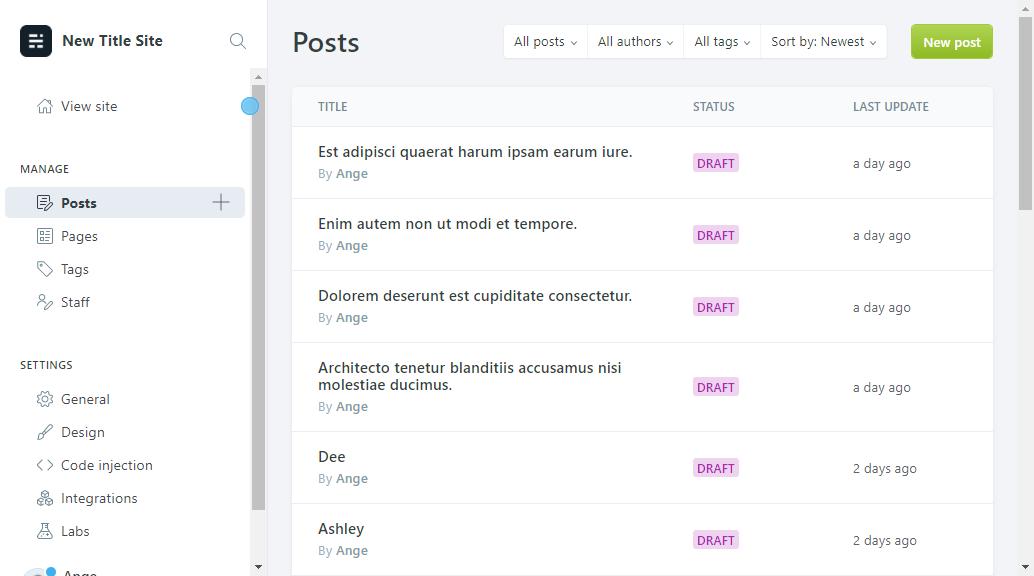 New Title Site
View site
MANAGE
Posts
Pages
Tags
Staff
SETTINGS
General
Design
Code injection
Integrations
Labs
Ange
Posts
All posts
All authors
All tags
Sort by: Newest
New post
TITLE STATUS LAST UPDATE
Est adipisci quaerat harum ipsam earum iure.
By Ange
DRAFT
a day ago
Enim autem non ut modi et tempore.
By Ange
DRAFT
a day ago
Dolorem deserunt est cupiditate consectetur.
By Ange
DRAFT
a day ago
Architecto tenetur blanditiis accusamus nisi
molestiae ducimus.
By Ange
DRAFT
a day ago
Dee
By Ange
DRAFT
2 days ago
Ashley
By Ange
DRAFT
2 days ago